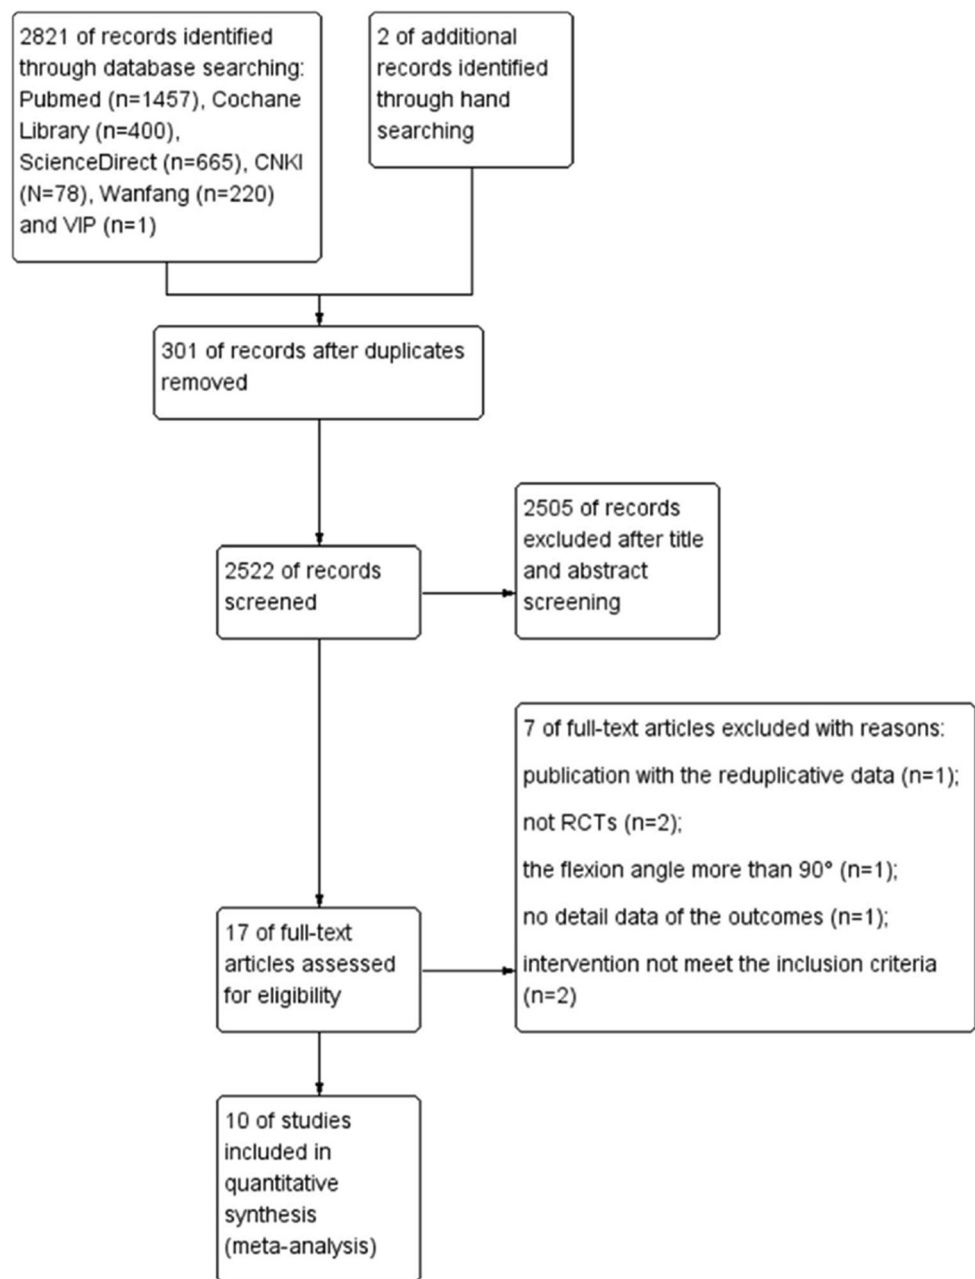 2821 of records identified
through database searching:
Pubmed (n=1457), Cochane
Library (n=400),
ScienceDirect (n=665), CNKI
(N=78), Wanfang (n=220)
and VIP (n=1)
2 of additional
records identified
through hand
searching
301 of records after duplicates
removed
2522 of records
screened
2505 of records
excluded after title
and abstract
screening
17 of full-text
articles assessed
for eligibility
7 of full-text articles excluded with reasons:
publication with the reduplicative data (n=1);
not RCTs (n=2);
the flexion angle more than 90° (n=1);
no detail data of the outcomes (n=1);
intervention not meet the inclusion criteria
(n=2)
10 of studies
included in
quantitative
synthesis
(meta-analysis)